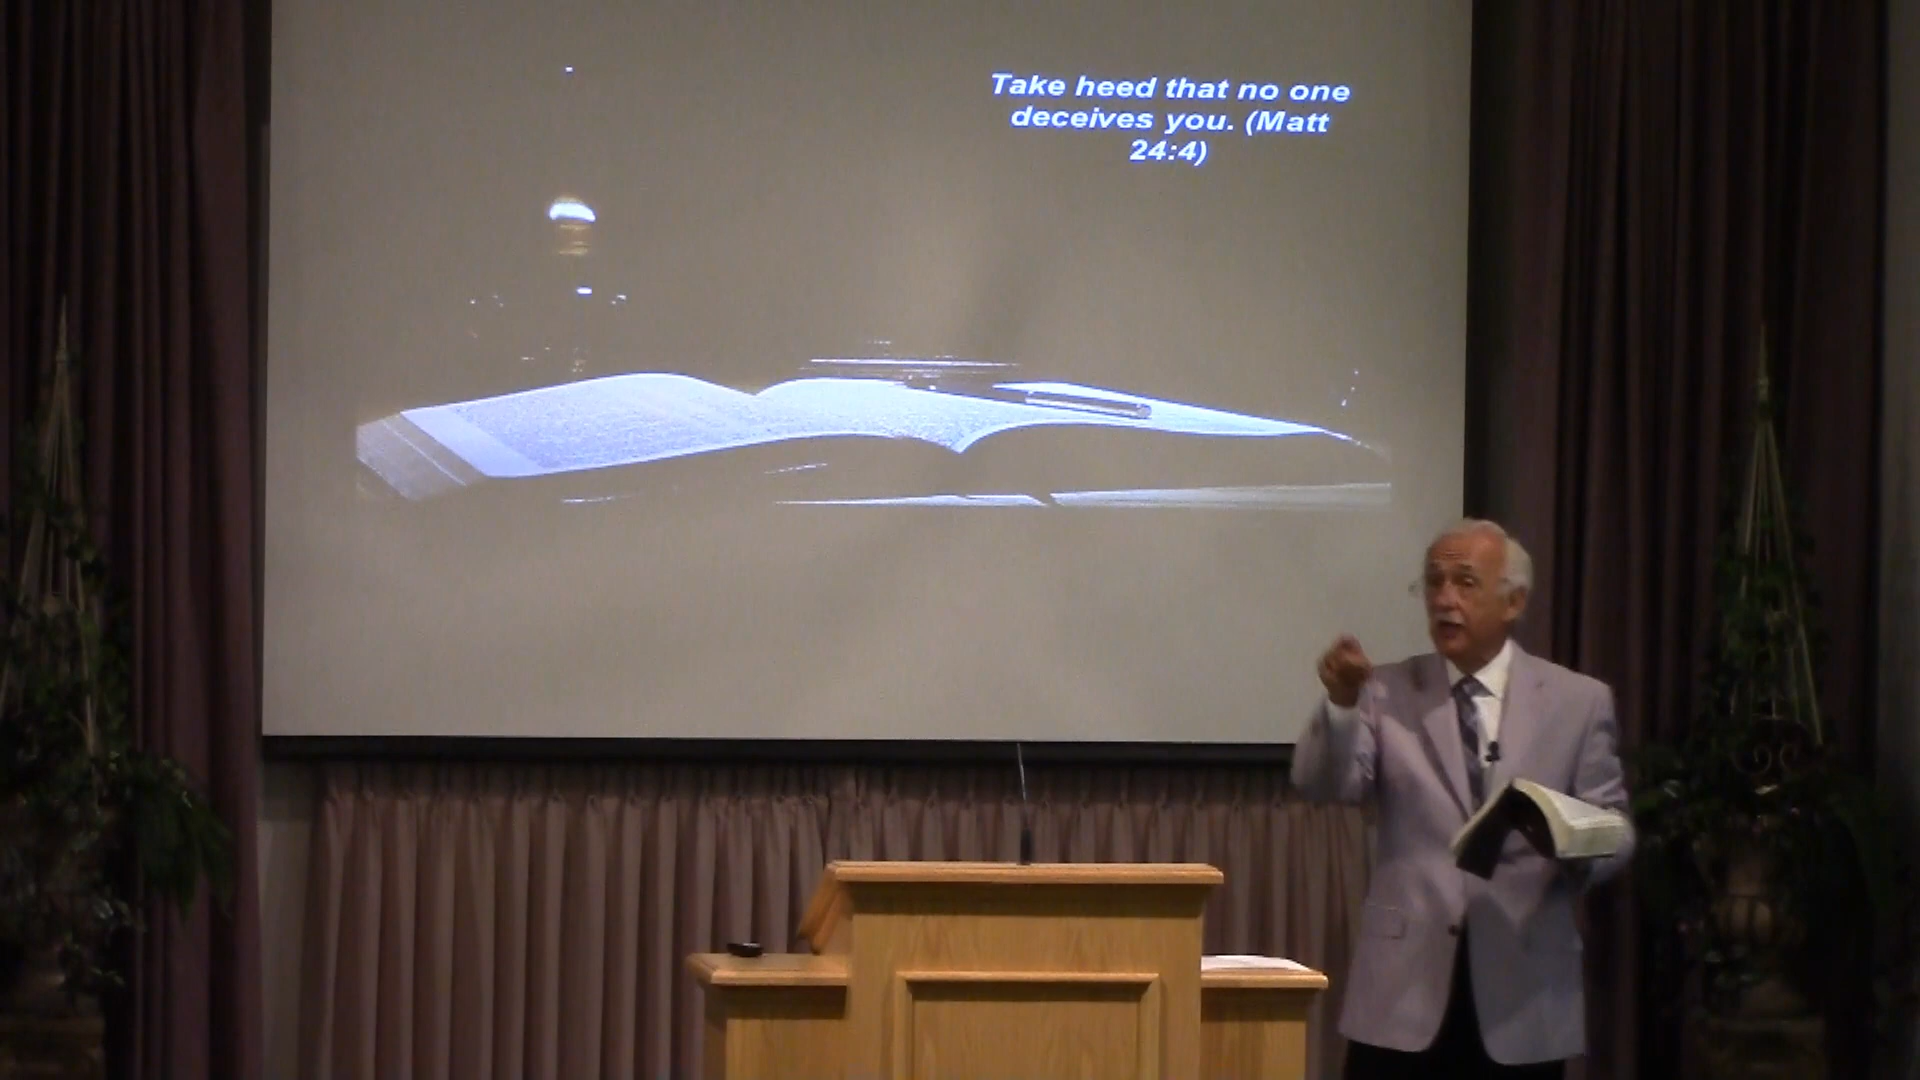 Take heed that no one
deceives you. (Matt
24:4)